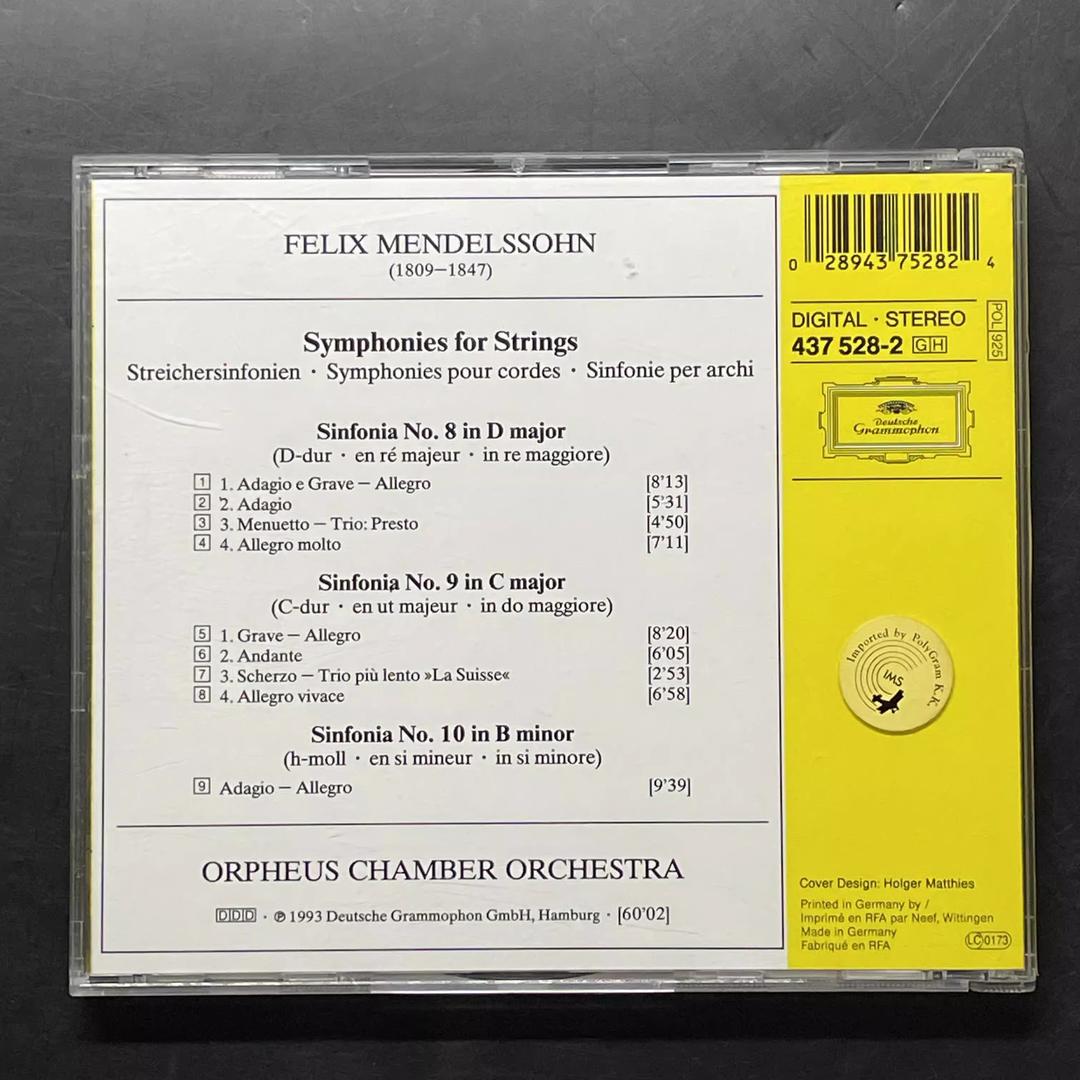 FELIX MENDELSSOHN
(1809–1847)
Symphonies for Strings
Streichersinfonien · Symphonies pour cordes · Sinfonie per archi
Sinfonia No. 8 in D major
(D-dur · en ré majeur · in re maggiore)
1 1. Adagio e Grave – Allegro [8'13]
2 2. Adagio [5'31]
3 3. Menuetto – Trio: Presto [4'50]
4 4. Allegro molto [7'11]
Sinfonia No. 9 in C major
(C-dur · en ut majeur · in do maggiore)
5 1. Grave – Allegro [8'20]
6 2. Andante [6'05]
7 3. Scherzo – Trio più lento »La Suisse« [2'53]
8 4. Allegro vivace [6'58]
Sinfonia No. 10 in B minor
(h-moll · en si mineur · in si minore)
9 Adagio – Allegro [9'39]
ORPHEUS CHAMBER ORCHESTRA
DDD · ℗ 1993 Deutsche Grammophon GmbH, Hamburg · [60'02]
0 28943 75282 4
DIGITAL · STEREO
437 528-2 GH
POL 925
Deutsche
Grammophon
Imported by PolyGram K.K.
IMS
Cover Design: Holger Matthies
Printed in Germany by /
Imprimé en RFA par Neef, Wittingen
Made in Germany
Fabriqué en RFA
LC 0173